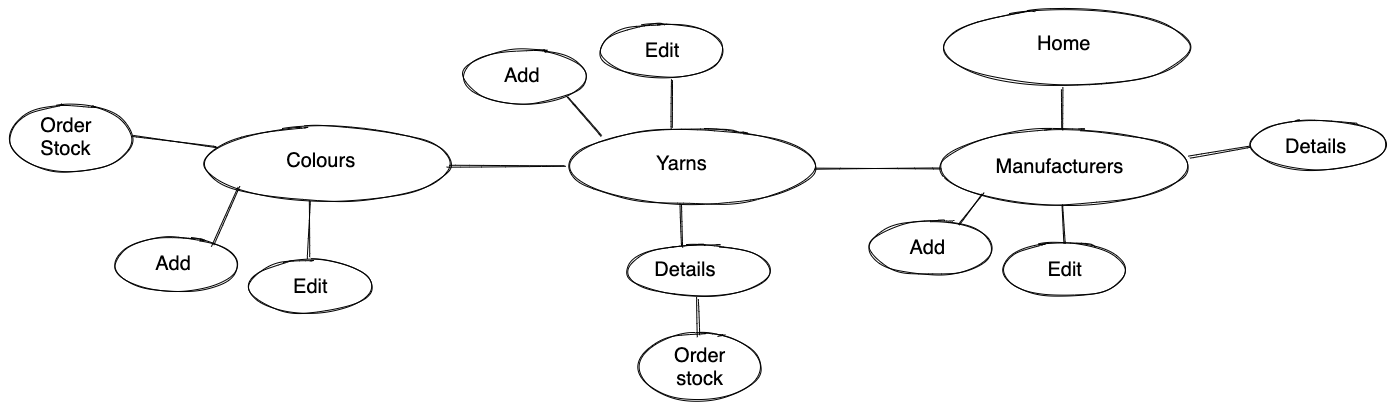 Home
Edit
Add
Order
Stock
Colours
Yarns
Manufacturers
Details
Add
Edit
Details
Add
Edit
Order
stock